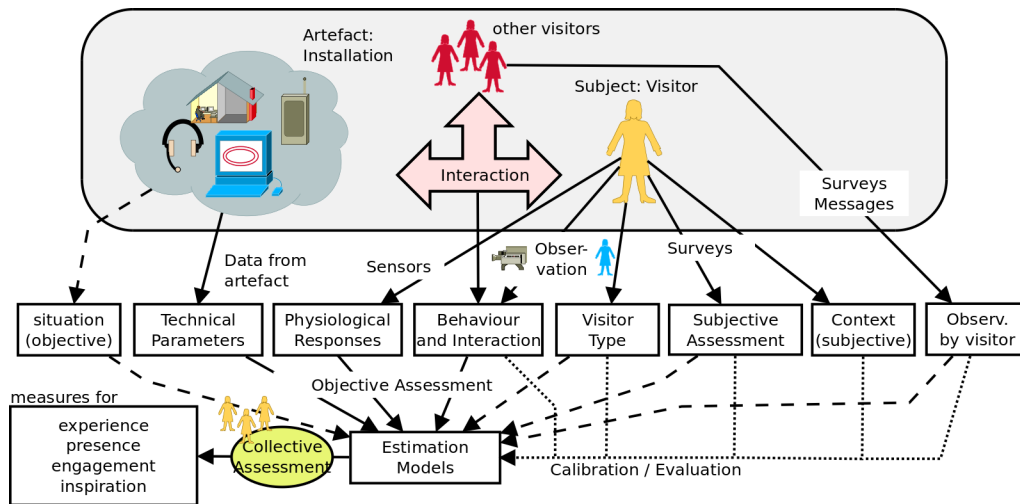 Artefact:
Installation
other visitors
Subject: Visitor
Interaction
Surveys
Messages
Data from
artefact
Sensors
Obser-
vation
Surveys
situation
(objective)
Technical
Parameters
Physiological
Responses
Behaviour
and Interaction
Visitor
Type
Subjective
Assessment
Context
(subjective)
Observ.
by visitor
Objective Assessment
measures for
experience
presence
engagement
inspiration
Collective
Assessment
Estimation
Models
Calibration / Evaluation